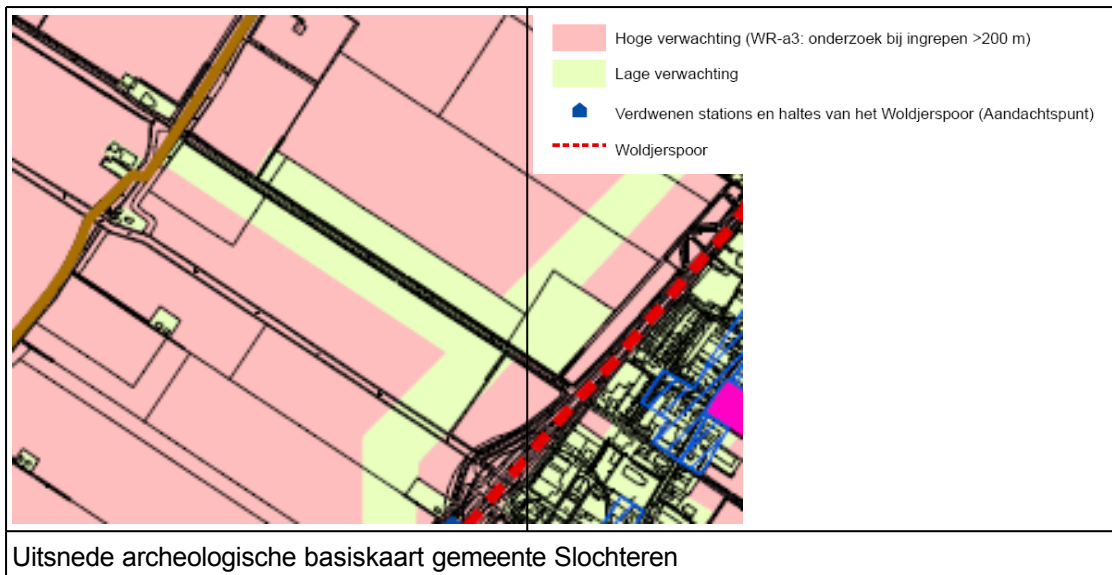 Hoge verwachting (WR-a3: onderzoek bij ingrepen >200 m)
Lage verwachting
Verdwenen stations en haltes van het Woldjerspoor (Aandachtspunt)
Woldjerspoor
Uitsnede archeologische basiskaart gemeente Slochteren